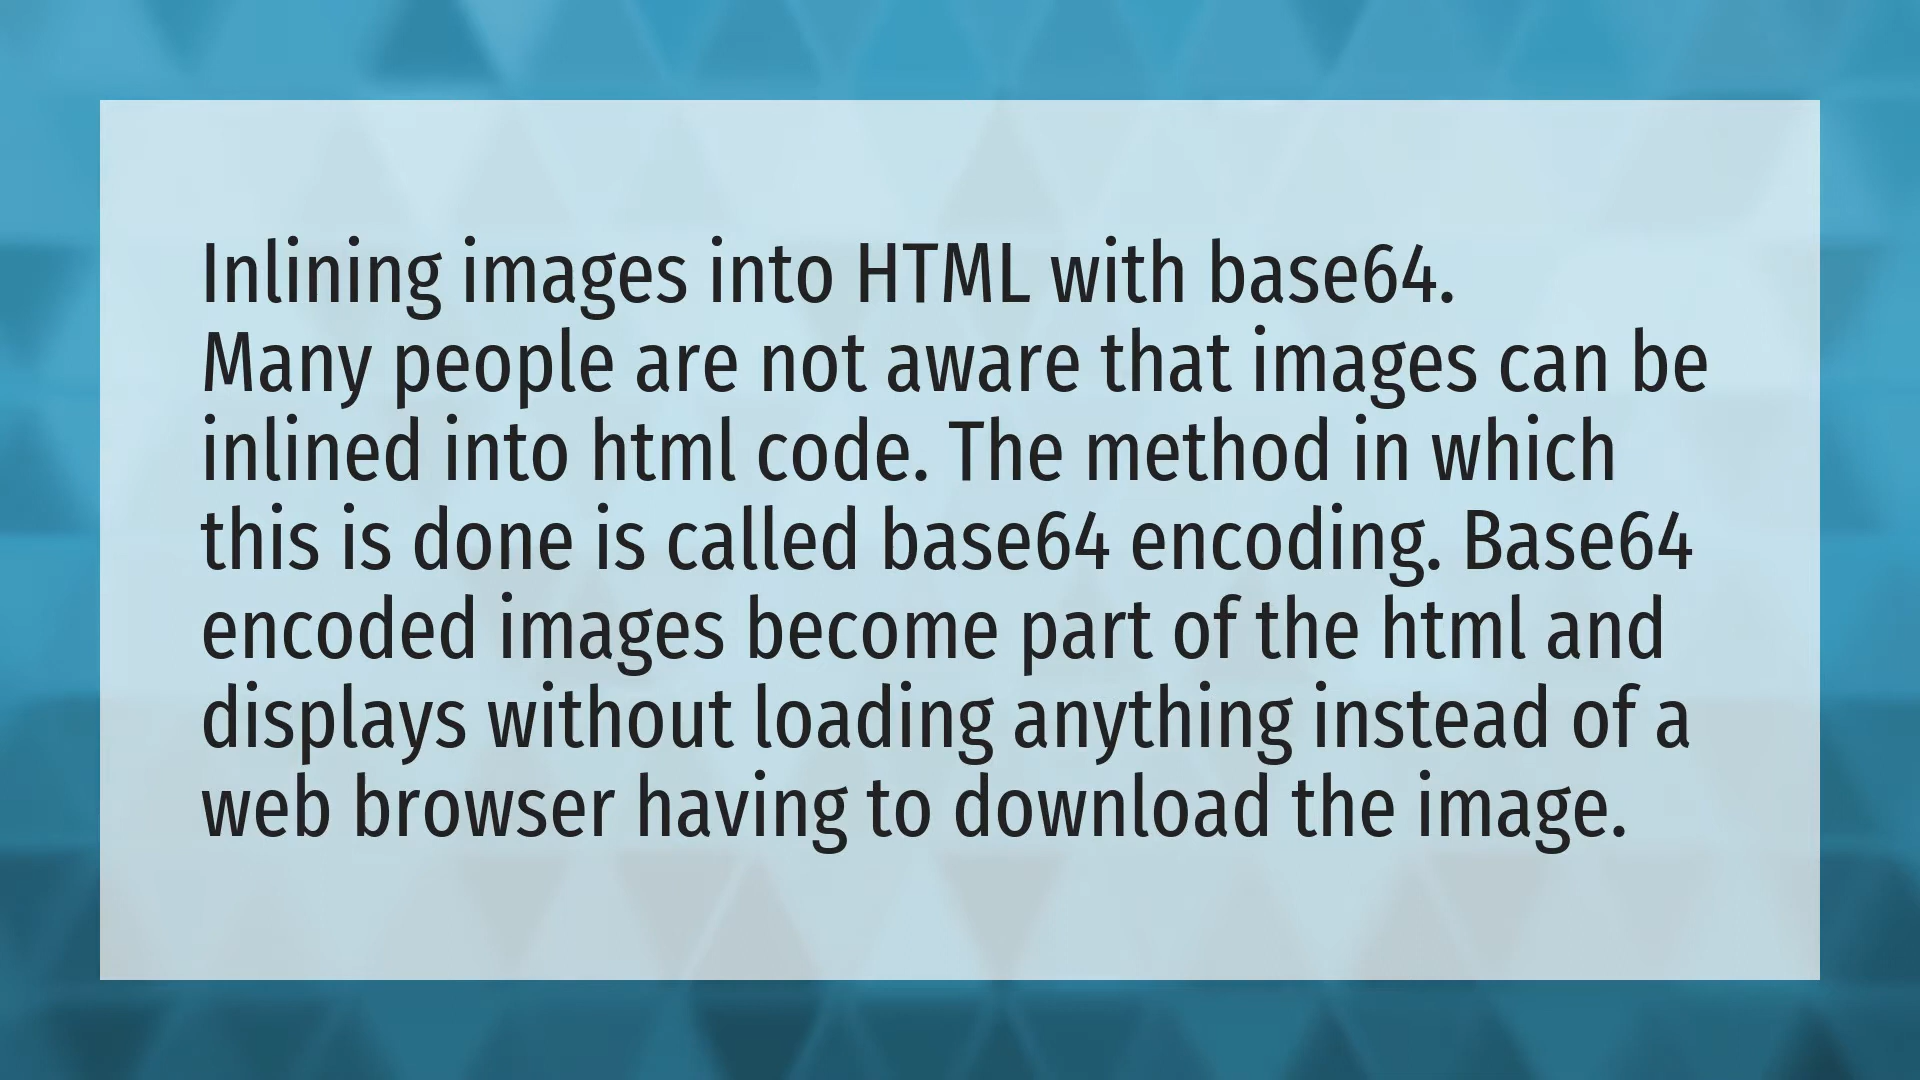 Inlining images into HTML with base64.
Many people are not aware that images can be
inlined into html code. The method in which
this is done is called base64 encoding. Base64
encoded images become part of the html and
displays without loading anything instead of a
web browser having to download the image.